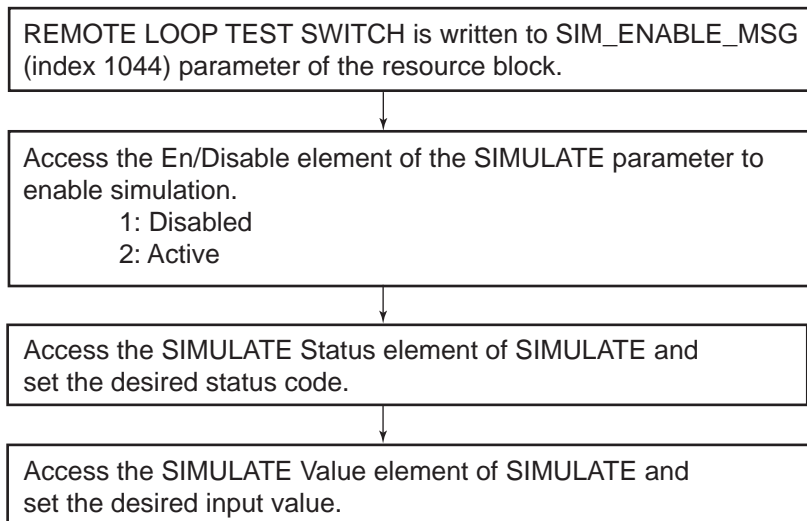 REMOTE LOOP TEST SWITCH is written to SIM_ENABLE_MSG
(index 1044) parameter of the resource block.
Access the En/Disable element of the SIMULATE parameter to
enable simulation.
1: Disabled
2: Active
Access the SIMULATE Status element of SIMULATE and
set the desired status code.
Access the SIMULATE Value element of SIMULATE and
set the desired input value.